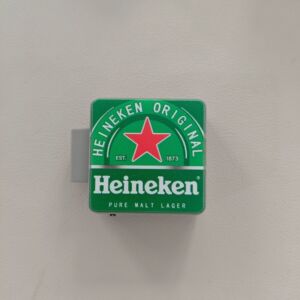 HEINEKEN ORIGINAL
EST. 1873
Heineken®
PURE MALT LAGER